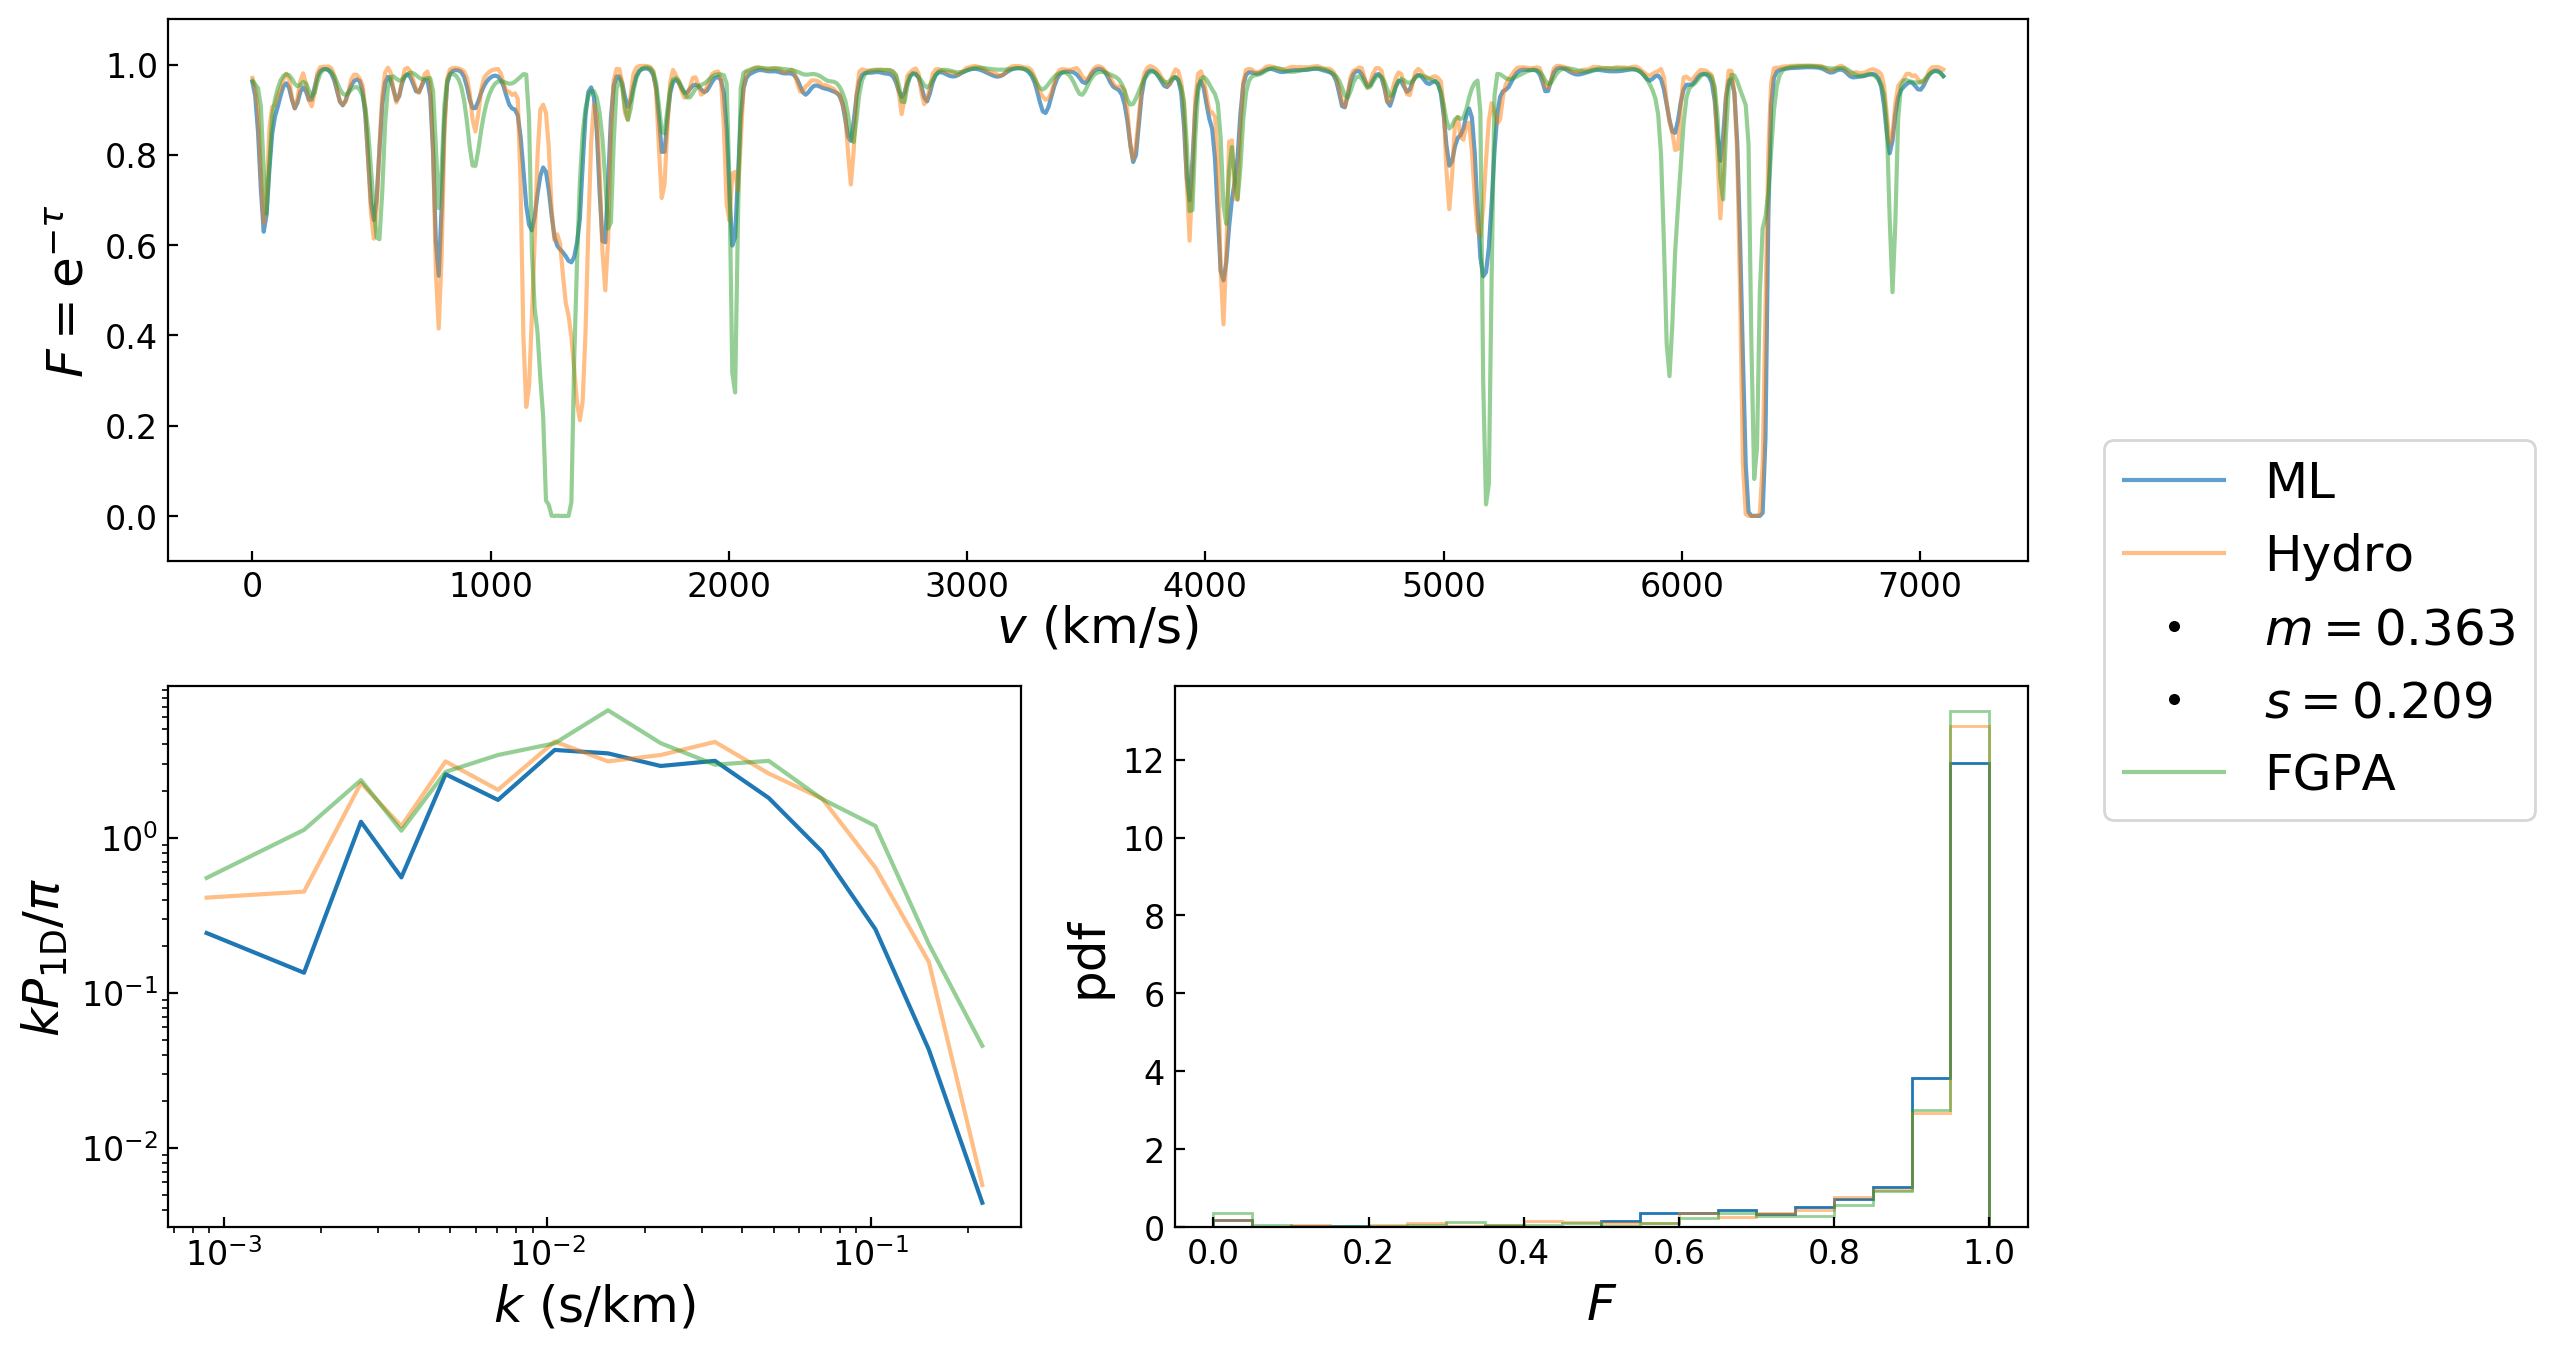 1.0
0.8
0.6
0.4
0.2
0.0
F = e^{−τ}
0 1000 2000 3000 4000 5000 6000 7000
v (km/s)
ML
Hydro
m = 0.363
s = 0.209
FGPA
10^0
10^{−1}
10^{−2}
kP_{1D}/π
10^{−3} 10^{−2} 10^{−1}
k (s/km)
12
10
8
6
4
2
0
pdf
0.0 0.2 0.4 0.6 0.8 1.0
F